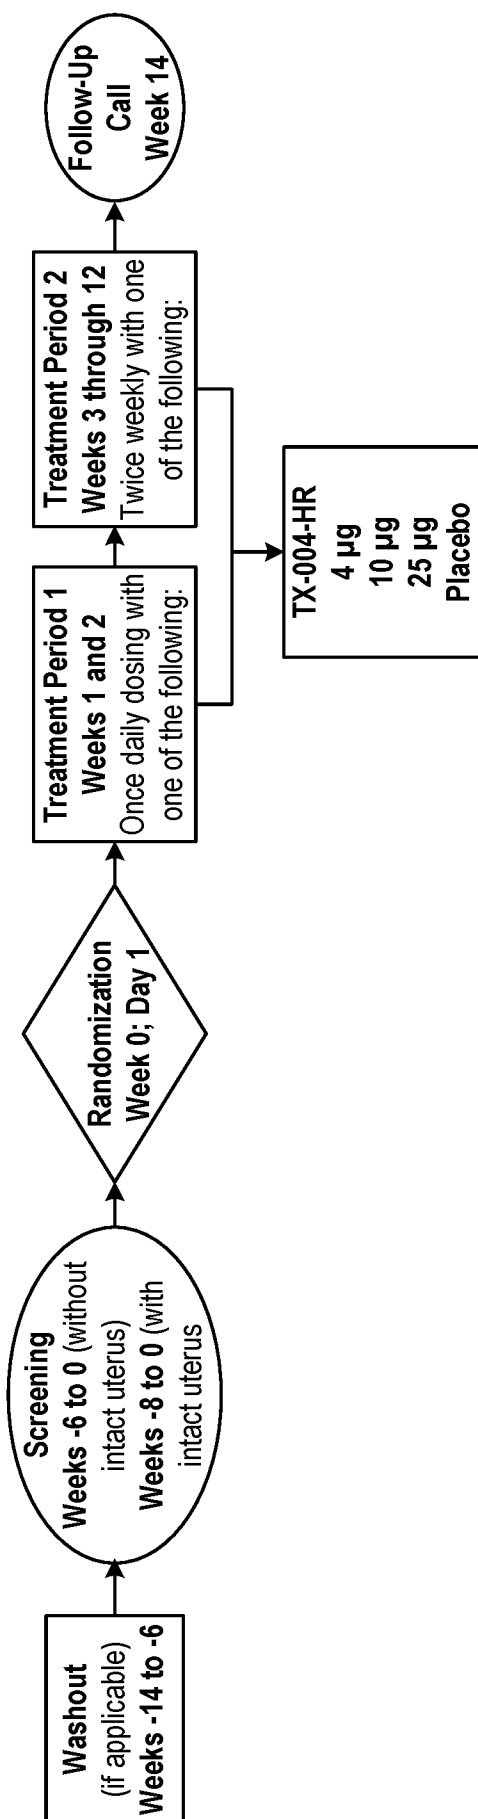 Washout
(if applicable)
Weeks -14 to -6
Screening
Weeks -6 to 0 (without
intact uterus)
Weeks -8 to 0 (with
intact uterus
Randomization
Week 0; Day 1
Treatment Period 1
Weeks 1 and 2
Once daily dosing with
one of the following:
Treatment Period 2
Weeks 3 through 12
Twice weekly with one
of the following:
Follow-Up
Call
Week 14
TX-004-HR
4 µg
10 µg
25 µg
Placebo